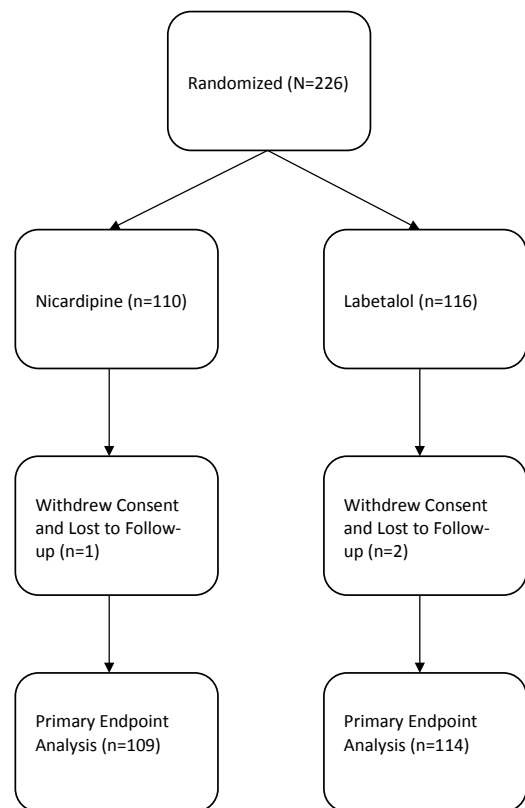 Randomized (N=226)
Nicardipine (n=110)
Labetalol (n=116)
Withdrew Consent
and Lost to Follow-
up (n=1)
Withdrew Consent
and Lost to Follow-
up (n=2)
Primary Endpoint
Analysis (n=109)
Primary Endpoint
Analysis (n=114)